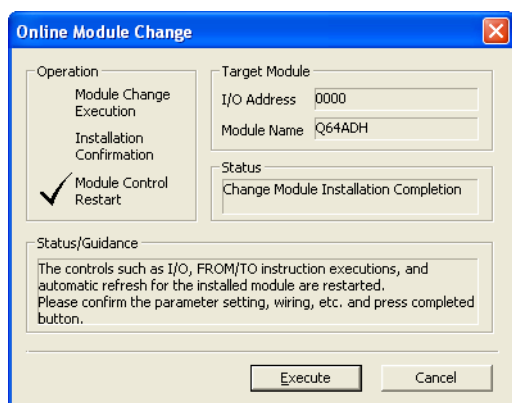 Online Module Change
Operation
Module Change
Execution
Installation
Confirmation
Module Control
Restart
Target Module
I/O Address 0000
Module Name Q64ADH
Status
Change Module Installation Completion
Status/Guidance
The controls such as I/O, FROM/TO instruction executions, and
automatic refresh for the installed module are restarted.
Please confirm the parameter setting, wiring, etc. and press completed
button.
Execute
Cancel